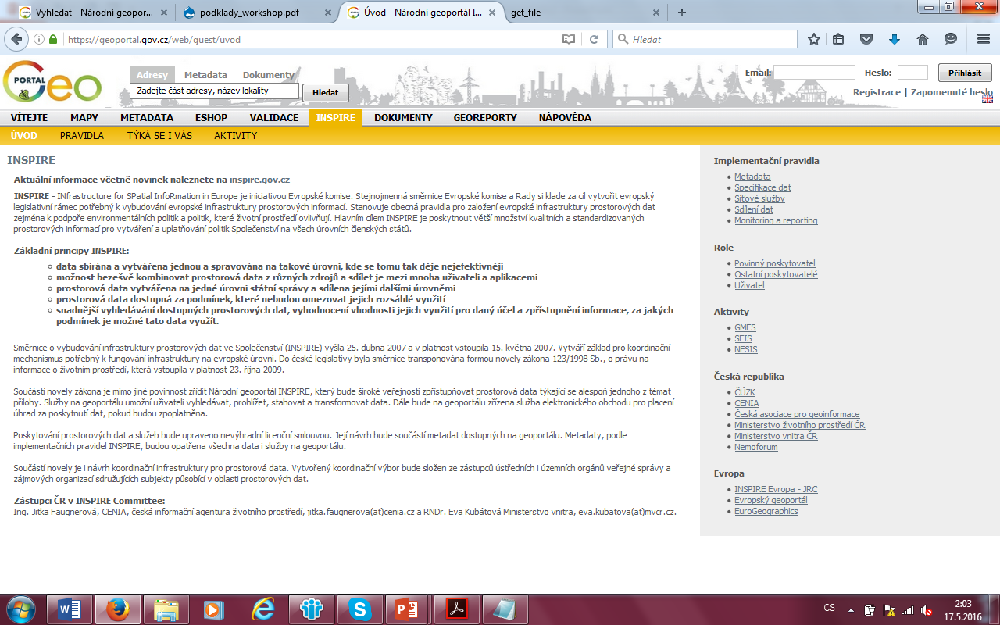 Vyhledat - Národní geopor...
podklady_workshop.pdf
Úvod - Národní geoportál I...
get_file
https://geoportal.gov.cz/web/guest/uvod
Hledat
PORTAL
Geo
Adresy Metadata Dokumenty
Zadejte část adresy, název lokality
Hledat
Email: Heslo: Přihlásit
Registrace | Zapomenuté heslo
VÍTEJTE MAPY METADATA ESHOP VALIDACE INSPIRE DOKUMENTY GEOREPORTY NÁPOVĚDA
ÚVOD PRAVIDLA TÝKÁ SE I VÁS AKTIVITY
INSPIRE
Aktuální informace včetně novinek naleznete na inspire.gov.cz
INSPIRE - INfrastructure for SPatial InfoRmation in Europe je iniciativou Evropské komise. Stejnojmenná směrnice Evropské komise a Rady si klade za cíl vytvořit evropský
legislativní rámec potřebný k vybudování evropské infrastruktury prostorových informací. Stanovuje obecná pravidla pro založení evropské infrastruktury prostorových dat
zejména k podpoře environmentálních politik a politik, které životní prostředí ovlivňují. Hlavním cílem INSPIRE je poskytnout větší množství kvalitních a standardizovaných
prostorových informací pro vytváření a uplatňování politik Společenství na všech úrovních členských států.
Základní principy INSPIRE:
data sbírána a vytvářena jednou a spravována na takové úrovni, kde se tomu tak děje nejefektivněji
možnost bezešvě kombinovat prostorová data z různých zdrojů a sdílet je mezi mnoha uživateli a aplikacemi
prostorová data vytvářena na jedné úrovni státní správy a sdílena jejími dalšími úrovněmi
prostorová data dostupná za podmínek, které nebudou omezovat jejich rozsáhlé využití
snadnější vyhledávání dostupných prostorových dat, vyhodnocení vhodnosti jejich využití pro daný účel a zpřístupnění informace, za jakých
podmínek je možné tato data využít.
Směrnice o vybudování infrastruktury prostorových dat ve Společenství (INSPIRE) vyšla 25. dubna 2007 a v platnost vstoupila 15. května 2007. Vytváří základ pro koordinační
mechanismus potřebný k fungování infrastruktury na evropské úrovni. Do české legislativy byla směrnice transponována formou novely zákona 123/1998 Sb., o právu na
informace o životním prostředí, která vstoupila v platnost 23. října 2009.
Součástí novely zákona je mimo jiné povinnost zřídit Národní geoportál INSPIRE, který bude široké veřejnosti zpřístupňovat prostorová data týkající se alespoň jednoho z témat
přílohy. Služby na geoportálu umožní uživateli vyhledávat, prohlížet, stahovat a transformovat data. Dále bude na geoportálu zřízena služba elektronického obchodu pro placení
úhrad za poskytnutí dat, pokud budou zpoplatněna.
Poskytování prostorových dat a služeb bude upraveno nevýhradní licenční smlouvou. Její návrh bude součástí metadat dostupných na geoportálu. Metadaty, podle
implementačních pravidel INSPIRE, budou opatřena všechna data i služby na geoportálu.
Součástí novely je i návrh koordinační infrastruktury pro prostorová data. Vytvořený koordinační výbor bude složen ze zástupců ústředních i územních orgánů veřejné správy a
zájmových organizací sdružujících subjekty působící v oblasti prostorových dat.
Zástupci ČR v INSPIRE Committee:
Ing. Jitka Faugnerová, CENIA, česká informační agentura životního prostředí, jitka.faugnerova(at)cenia.cz a RNDr. Eva Kubátová Ministerstvo vnitra, eva.kubatova(at)mvcr.cz.
Implementační pravidla
Metadata
Specifikace dat
Síťové služby
Sdílení dat
Monitoring a reporting
Role
Povinný poskytovatel
Ostatní poskytovatelé
Uživatel
Aktivity
GMES
SEIS
NESIS
Česká republika
ČÚZK
CENIA
Česká asociace pro geoinformace
Ministerstvo životního prostředí ČR
Ministerstvo vnitra ČR
Nemoforum
Evropa
INSPIRE Evropa - JRC
Evropský geoportál
EuroGeographics
CS
2:03
17.5.2016